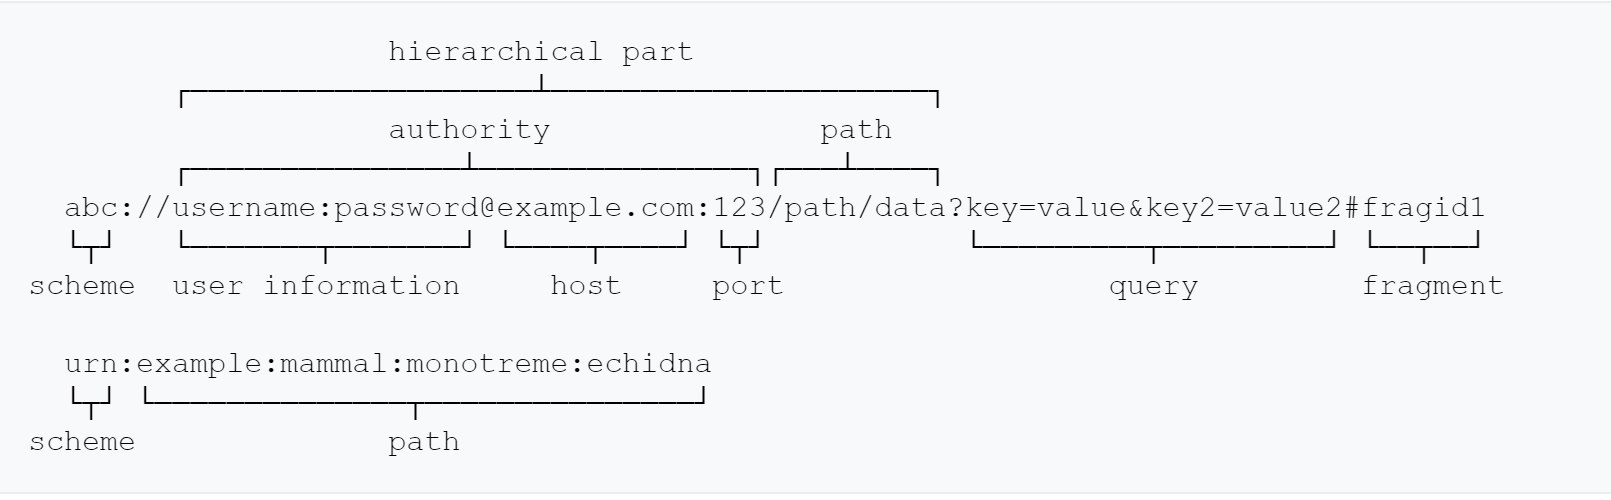 hierarchical part
authority path
abc://username:password@example.com:123/path/data?key=value&key2=value2#fragid1
scheme user information host port query fragment
urn:example:mammal:monotreme:echidna
scheme path